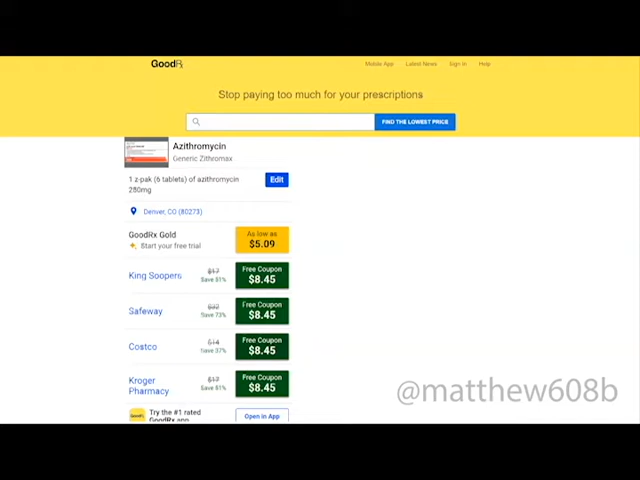 GoodRx
Mobile App Latest News Sign In Help
Stop paying too much for your prescriptions
FIND THE LOWEST PRICE
Azithromycin
Generic Zithromax
1 z-pak (6 tablets) of azithromycin
250mg
Edit
Denver, CO (80273)
GoodRx Gold
Start your free trial
As low as
$5.09
King Soopers
$17
Save 51%
Free Coupon
$8.45
Safeway
$32
Save 73%
Free Coupon
$8.45
Costco
$14
Save 37%
Free Coupon
$8.45
Kroger
Pharmacy
$17
Save 51%
Free Coupon
$8.45
GoodRx
Try the #1 rated
GoodRx app
Open in App
@matthew608b